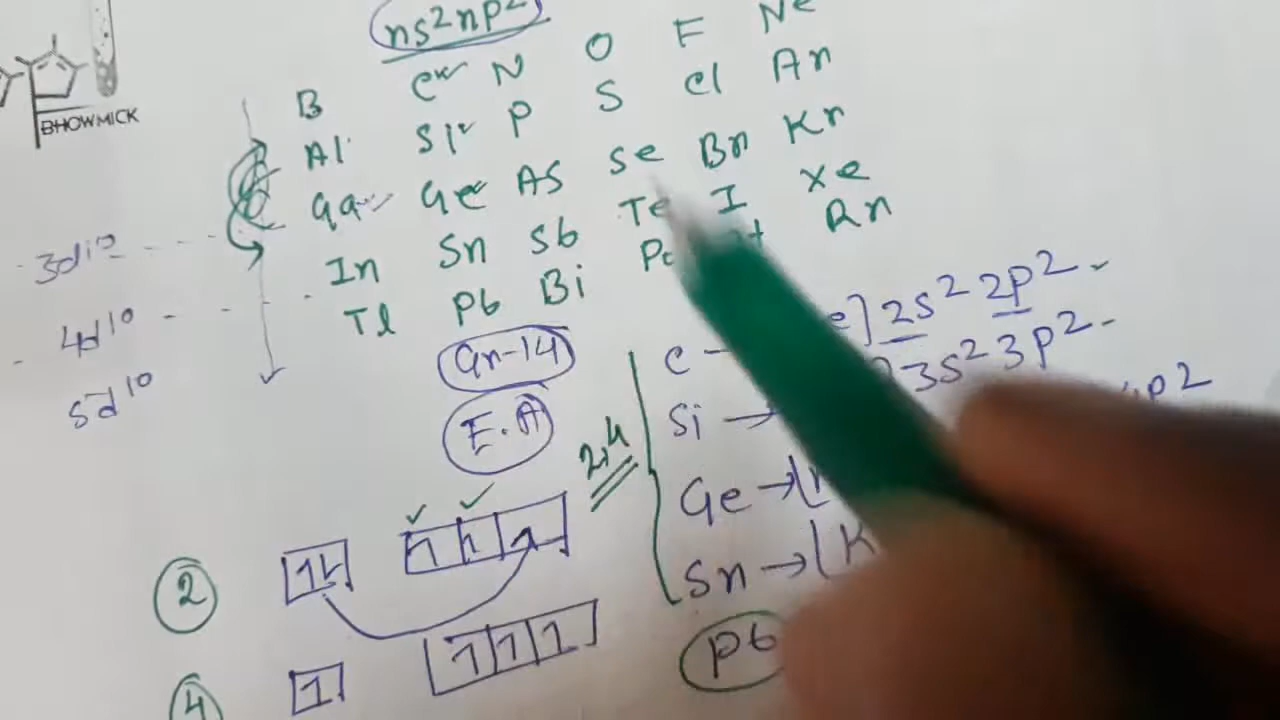 ns²np²
BHOWMICK
B C N O F Ne
Al Si P S Cl Ar
Ga Ge As Se Br Kr
In Sn Sb Te I Xe
Tl Pb Bi Rn
3d10
4d10
5d10
Gr-14
E.A
2,4
C 2s² 2p²
Si → 3s² 3p²
Ge → 4p²
Sn → [K
Pb
2
4